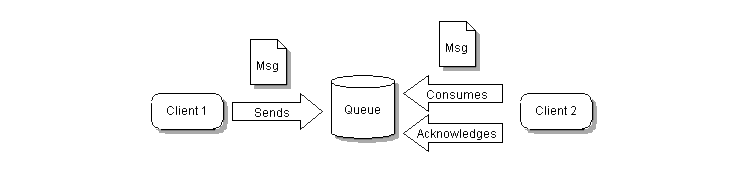 Msg
Msg
Client 1
Sends
Queue
Consumes
Acknowledges
Client 2